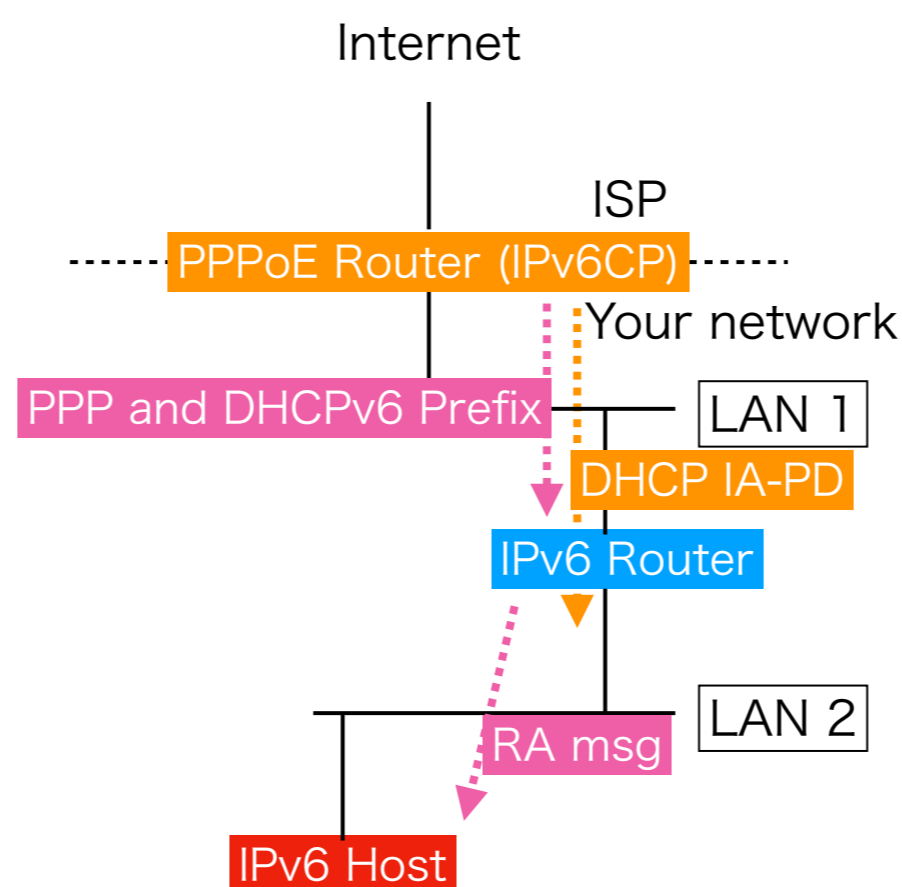 Internet
ISP
PPPoE Router (IPv6CP)
Your network
PPP and DHCPv6 Prefix
LAN 1
DHCP IA-PD
IPv6 Router
LAN 2
RA msg
IPv6 Host